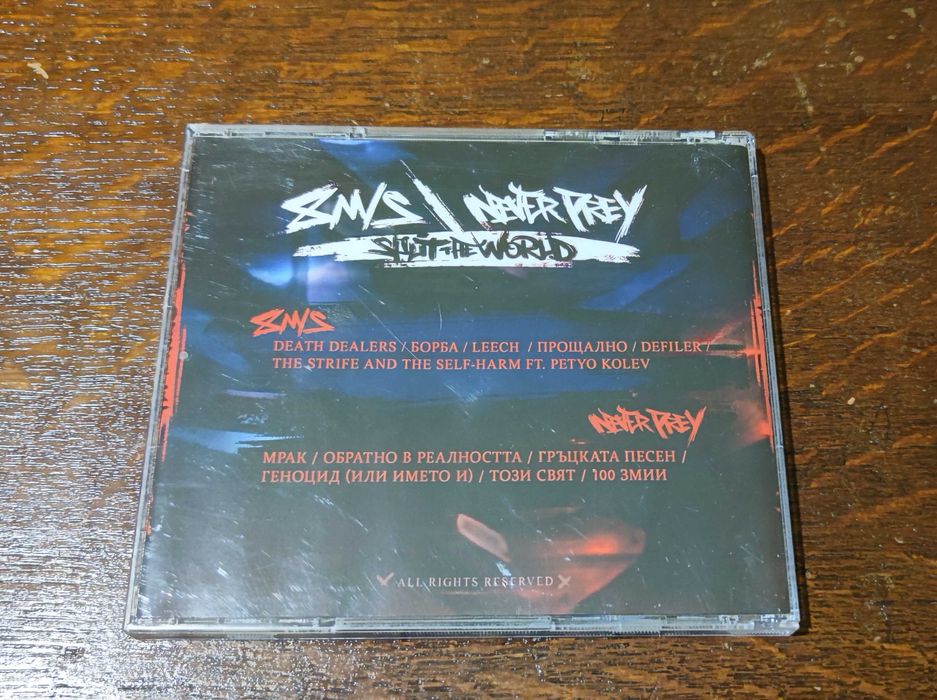 8M/S \ NEVER PREY
SPLIT THE WORLD
8M/S
DEATH DEALERS / БОРБА / LEECH / ПРОЩАЛНО / DEFILER /
THE STRIFE AND THE SELF-HARM FT. PETYO KOLEV
NEVER PREY
МРАК / ОБРАТНО В РЕАЛНОСТТА / ГРЪЦКАТА ПЕСЕН /
ГЕНОЦИД (ИЛИ ИМЕТО И) / ТОЗИ СВЯТ / 100 ЗМИИ
ALL RIGHTS RESERVED